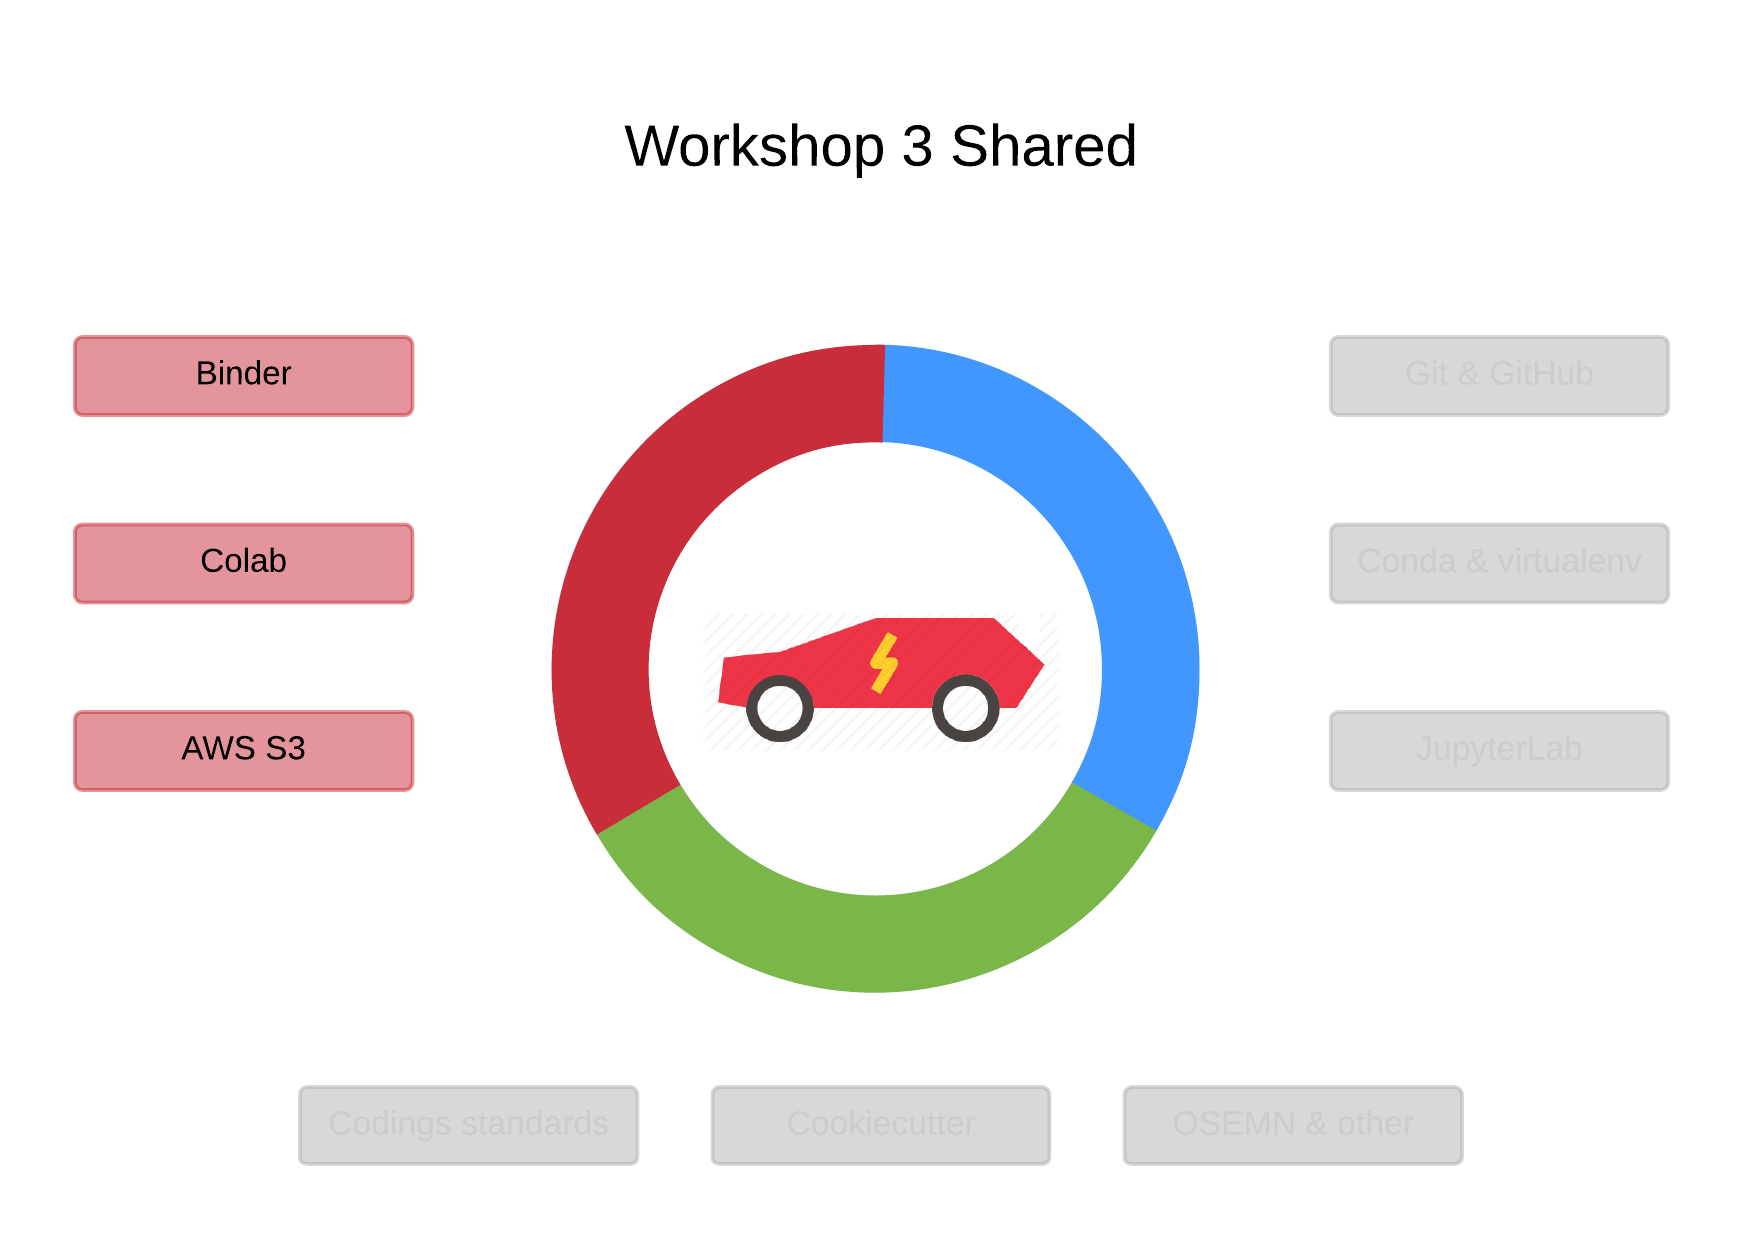 Workshop 3 Shared
Binder
Git & GitHub
Colab
Conda & virtualenv
AWS S3
JupyterLab
Codings standards
Cookiecutter
OSEMN & other